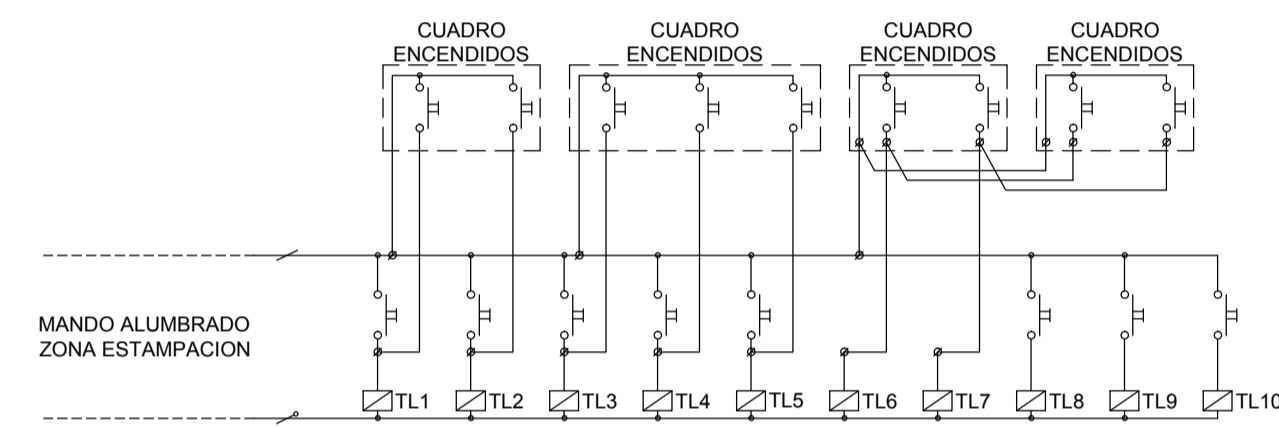 CUADRO
ENCENDIDOS
CUADRO
ENCENDIDOS
CUADRO
ENCENDIDOS
CUADRO
ENCENDIDOS
MANDO ALUMBRADO
ZONA ESTAMPACION
TL1 TL2 TL3 TL4 TL5 TL6 TL7 TL8 TL9 TL10